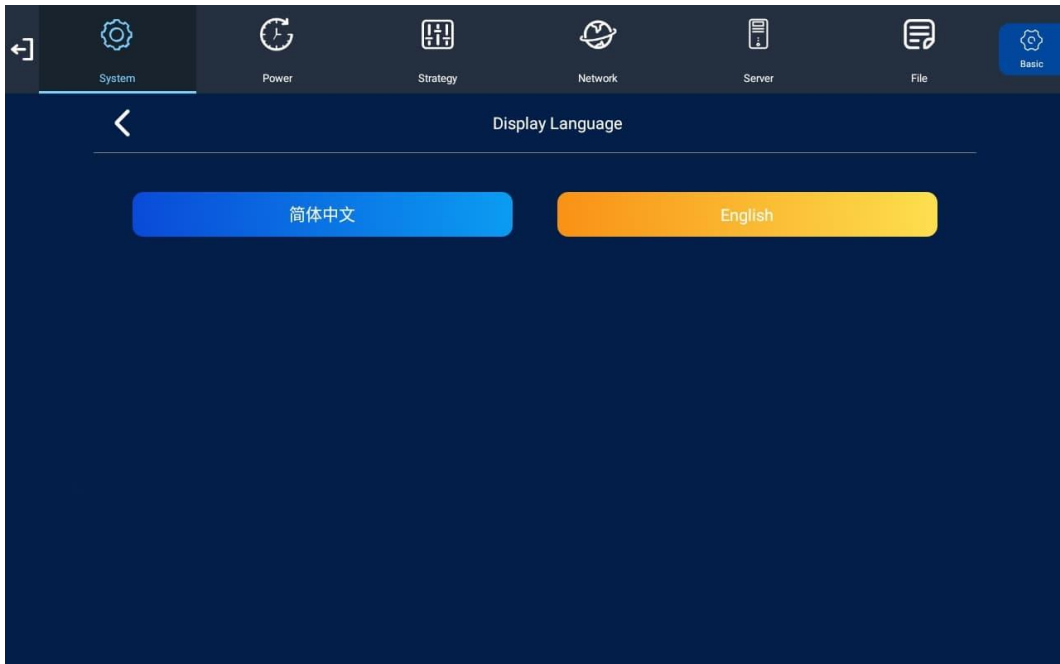 System
Power
Strategy
Network
Server
File
Basic
Display Language
简体中文
English